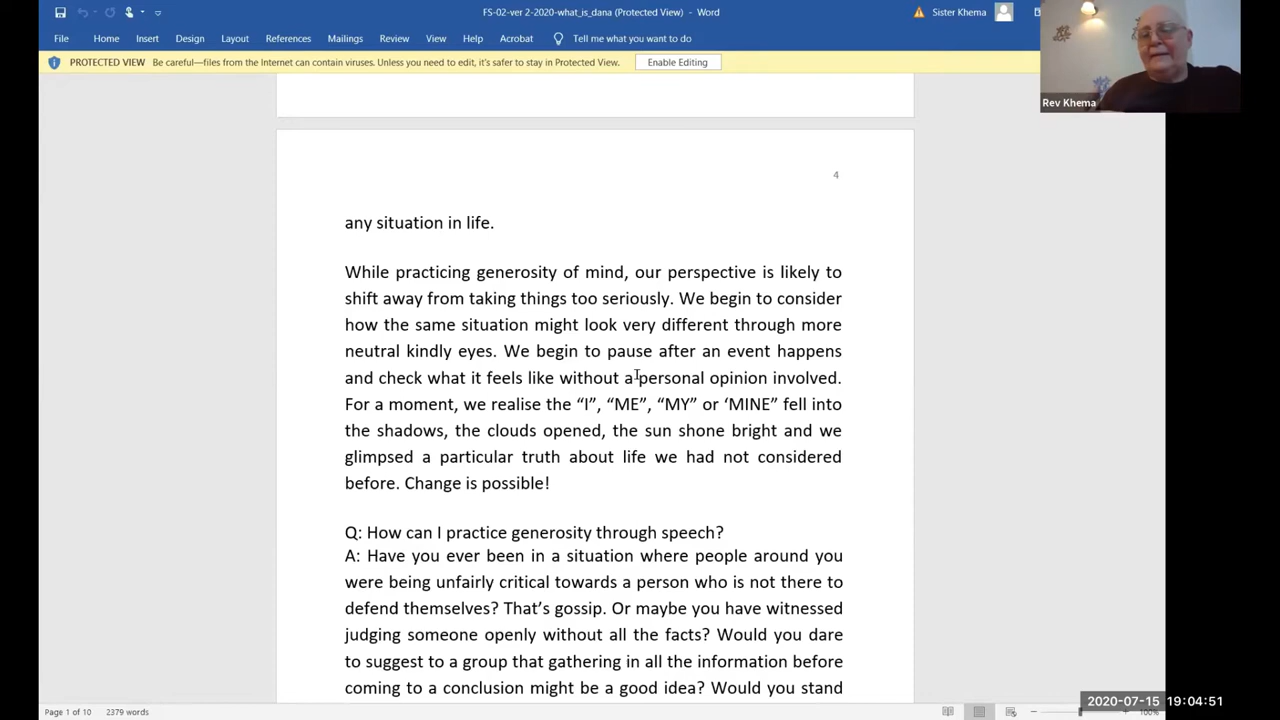 FS-02-ver 2-2020-what_is_dana (Protected View) - Word
Sister Khema
File Home Insert Design Layout References Mailings Review View Help Acrobat Tell me what you want to do
PROTECTED VIEW Be careful—files from the Internet can contain viruses. Unless you need to edit, it's safer to stay in Protected View. Enable Editing
Rev Khema
4
any situation in life.
While practicing generosity of mind, our perspective is likely to
shift away from taking things too seriously. We begin to consider
how the same situation might look very different through more
neutral kindly eyes. We begin to pause after an event happens
and check what it feels like without a personal opinion involved.
For a moment, we realise the “I”, “ME”, “MY” or ‘MINE” fell into
the shadows, the clouds opened, the sun shone bright and we
glimpsed a particular truth about life we had not considered
before. Change is possible!
Q: How can I practice generosity through speech?
A: Have you ever been in a situation where people around you
were being unfairly critical towards a person who is not there to
defend themselves? That’s gossip. Or maybe you have witnessed
judging someone openly without all the facts? Would you dare
to suggest to a group that gathering in all the information before
coming to a conclusion might be a good idea? Would you stand
Page 1 of 10 2379 words
2020-07-15 19:04:51
100%